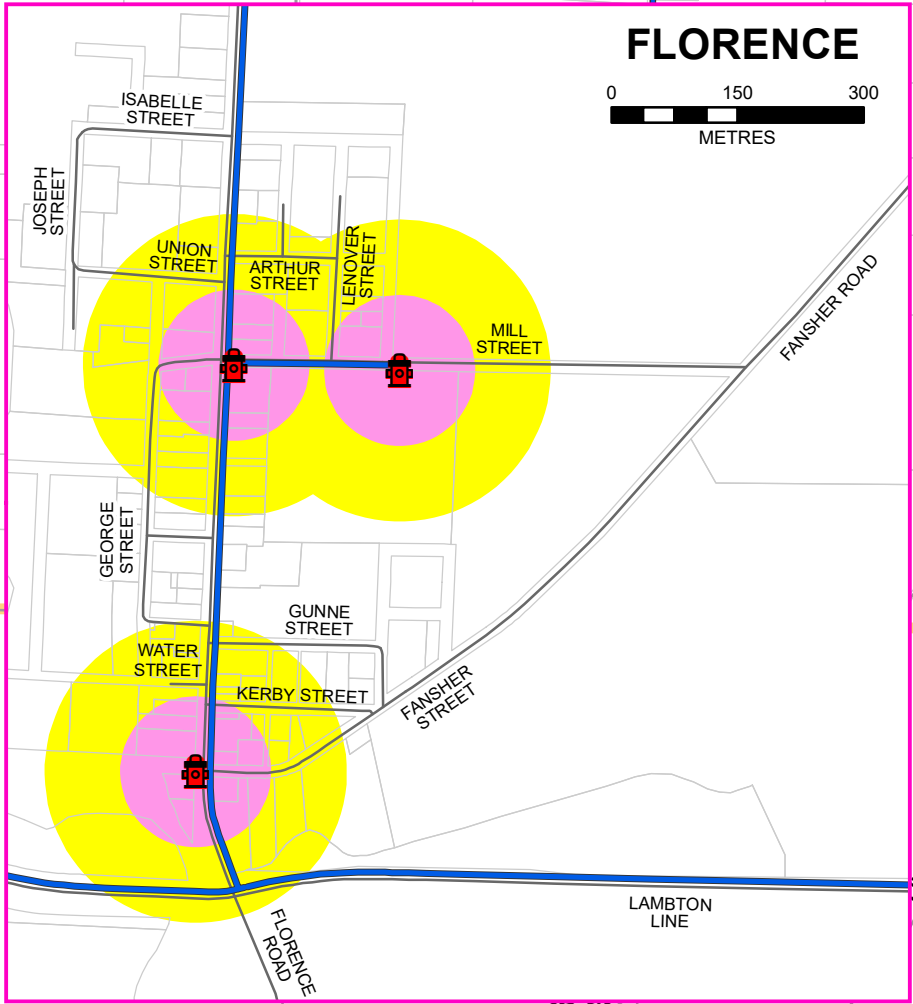 FLORENCE
0 150 300
METRES
ISABELLE
STREET
JOSEPH
STREET
UNION
STREET
ARTHUR
STREET
LENOVER
STREET
MILL
STREET
FANSHER ROAD
GEORGE
STREET
GUNNE
STREET
WATER
STREET
KERBY STREET
FANSHER
STREET
LAMBTON
LINE
FLORENCE
ROAD